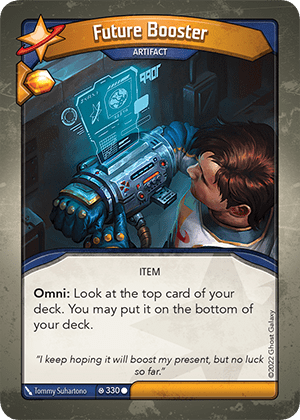 Future Booster
ARTIFACT
ITEM
Omni: Look at the top card of your
deck. You may put it on the bottom
of your deck.
"I keep hoping it will boost my present, but no luck
so far."
Tommy Suhartono
330
©2022 Ghost Galaxy